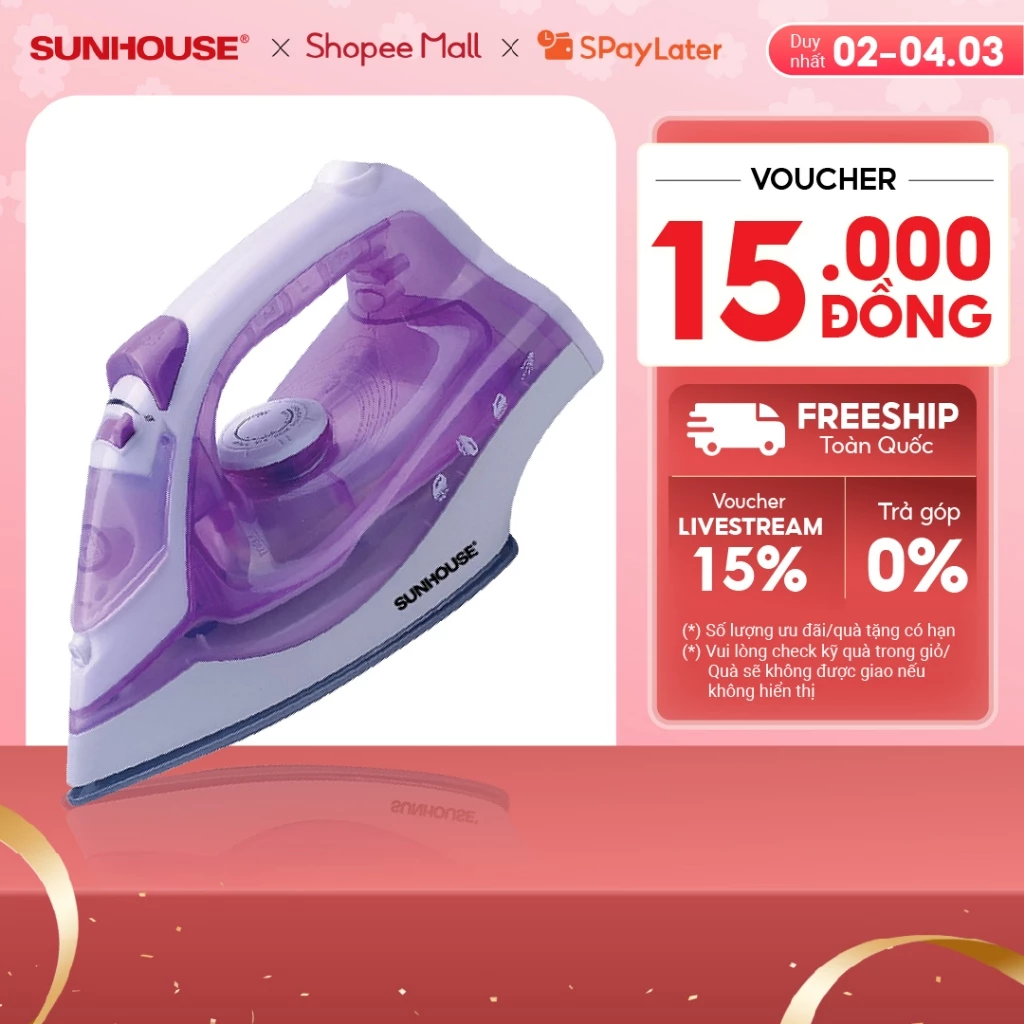 SUNHOUSE® × Shopee Mall × SPayLater
Duy nhất 02-04.03
VOUCHER
15.000 ĐỒNG
FREESHIP
Toàn Quốc
Voucher
LIVESTREAM
15%
Trả góp
0%
(*) Số lượng ưu đãi/quà tặng có hạn
(*) Vui lòng check kỹ quà trong giỏ/
Quà sẽ không được giao nếu
không hiển thị
SUNHOUSE®